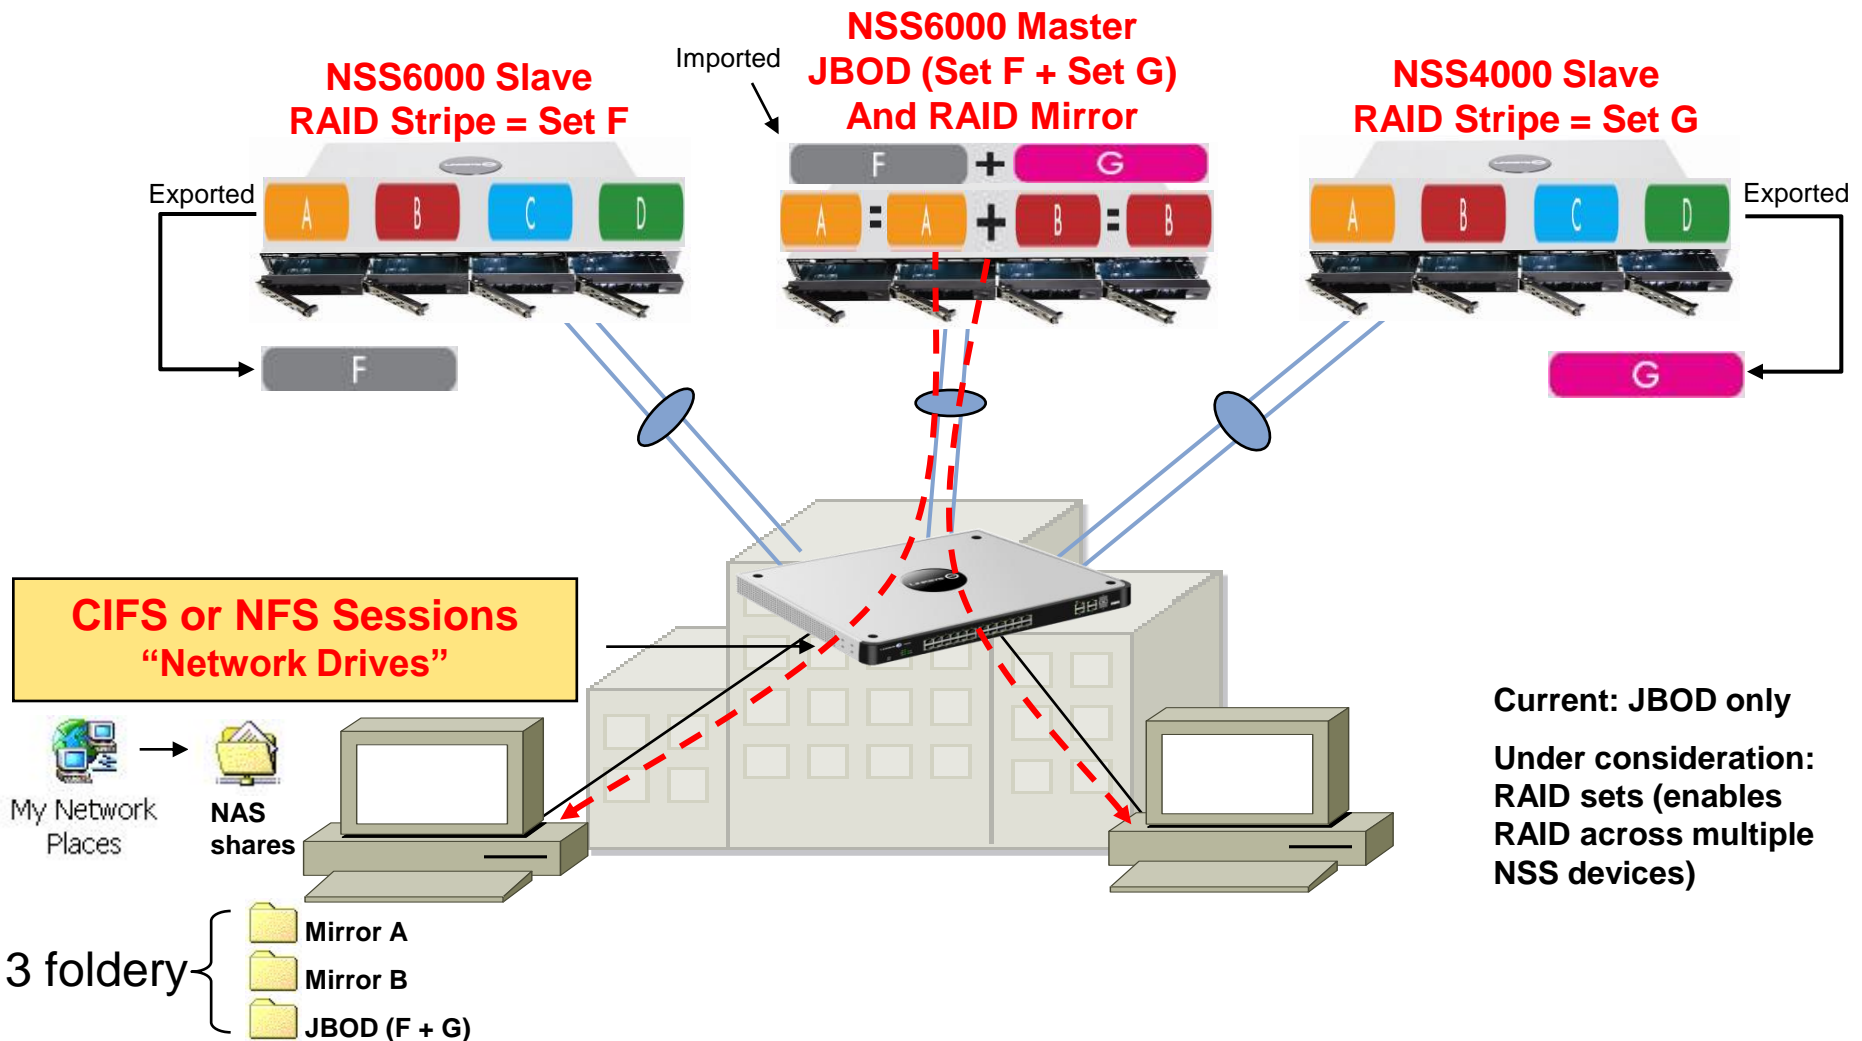 NSS6000 Slave
RAID Stripe = Set F
Imported
NSS6000 Master
JBOD (Set F + Set G)
And RAID Mirror
NSS4000 Slave
RAID Stripe = Set G
F + G
Exported
A B C D
A = A + B = B
A B C D
Exported
F
G
CIFS or NFS Sessions
“Network Drives”
My Network
Places
NAS
shares
Current: JBOD only
Under consideration:
RAID sets (enables
RAID across multiple
NSS devices)
3 foldery
Mirror A
Mirror B
JBOD (F + G)